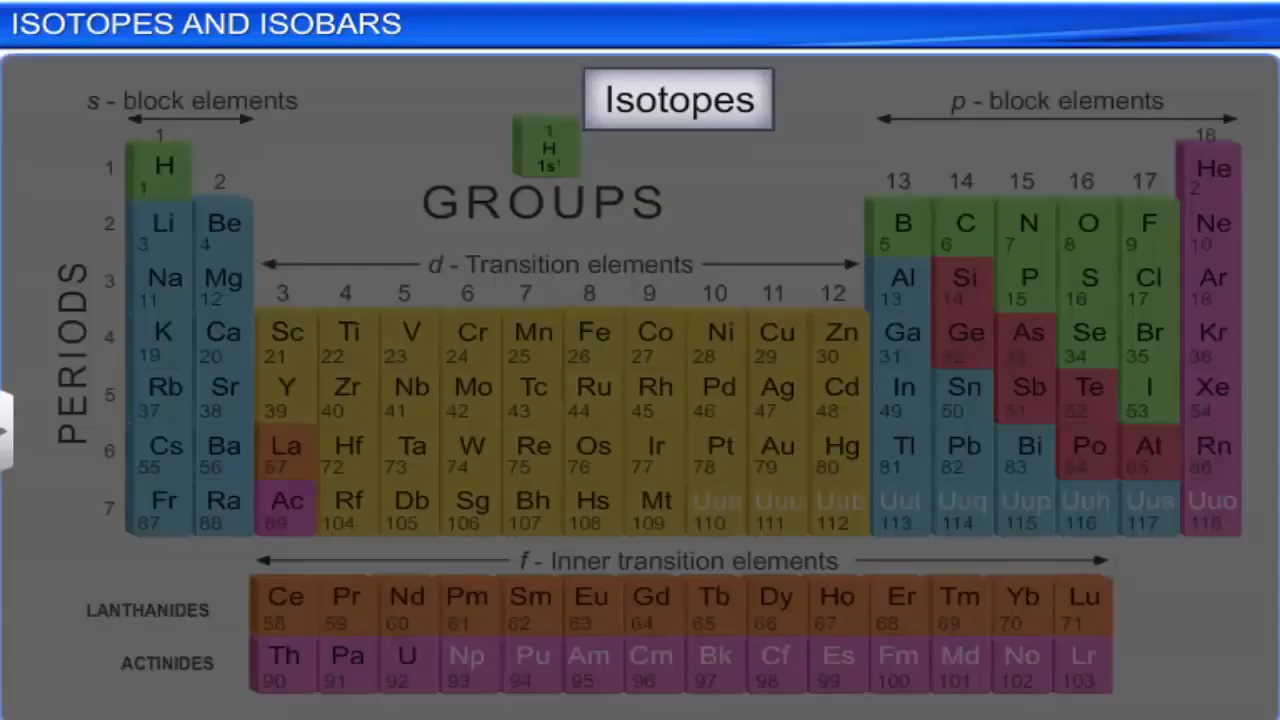 ISOTOPES AND ISOBARS
Isotopes
s - block elements
p - block elements
1
H
1s¹
GROUPS
1
18
1 H He
1 2
2
13 14 15 16 17
2 Li Be B C N O F Ne
3 4 5 6 7 8 9 10
d - Transition elements
PERIODS
3 Na Mg Al Si P S Cl Ar
11 12 13 14 15 16 17 18
3 4 5 6 7 8 9 10 11 12
4 K Ca Sc Ti V Cr Mn Fe Co Ni Cu Zn Ga Ge As Se Br Kr
19 20 21 22 23 24 25 26 27 28 29 30 31 32 33 34 35 36
5 Rb Sr Y Zr Nb Mo Tc Ru Rh Pd Ag Cd In Sn Sb Te I Xe
37 38 39 40 41 42 43 44 45 46 47 48 49 50 51 52 53 54
6 Cs Ba La Hf Ta W Re Os Ir Pt Au Hg Tl Pb Bi Po At Rn
55 56 57 72 73 74 75 76 77 78 79 80 81 82 83 84 85 86
7 Fr Ra Ac Rf Db Sg Bh Hs Mt Uun Uuu Uub Uut Uuq Uup Uuh Uus Uuo
87 88 89 104 105 106 107 108 109 110 111 112 113 114 115 116 117 118
f - Inner transition elements
LANTHANIDES Ce Pr Nd Pm Sm Eu Gd Tb Dy Ho Er Tm Yb Lu
58 59 60 61 62 63 64 65 66 67 68 69 70 71
ACTINIDES Th Pa U Np Pu Am Cm Bk Cf Es Fm Md No Lr
90 91 92 93 94 95 96 97 98 99 100 101 102 103